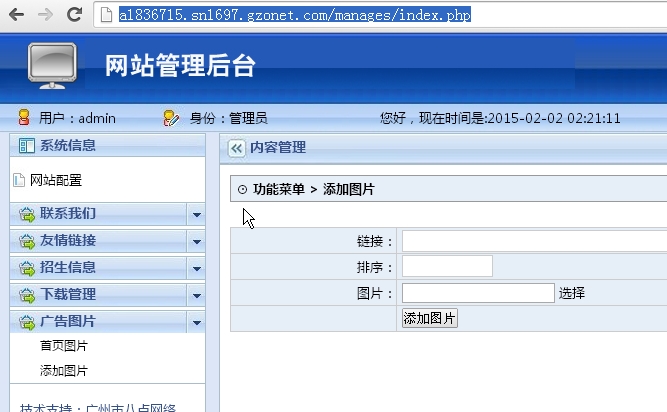 a1836715.sn1697.gzonet.com/manages/index.php
网站管理后台
用户：admin 身份：管理员 您好，现在时间是:2015-02-02 02:21:11
系统信息
网站配置
联系我们
友情链接
招生信息
下载管理
广告图片
首页图片
添加图片
技术支持：广州市八点网络
内容管理
功能菜单 > 添加图片
链接：
排序：
图片： 选择
添加图片